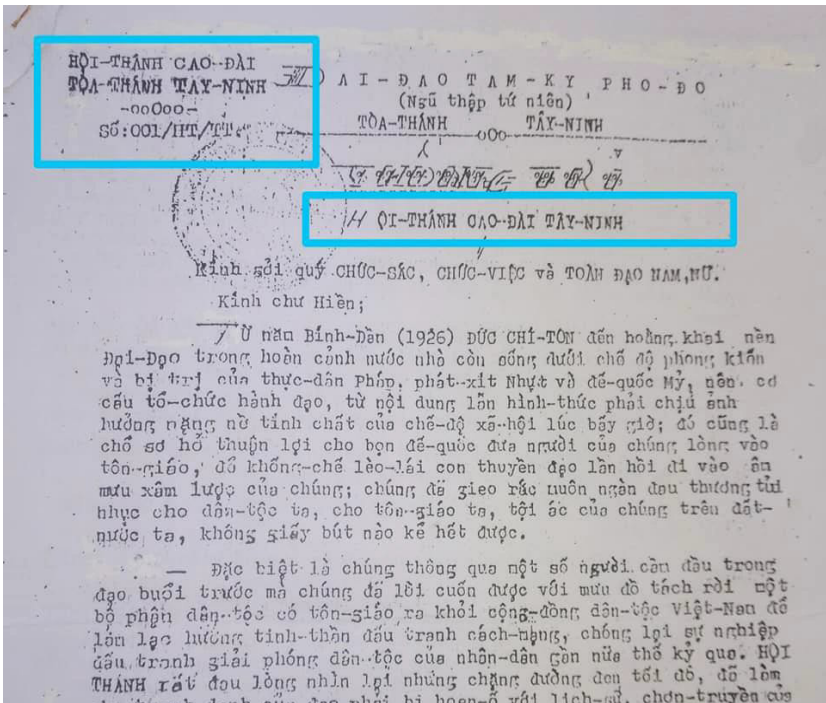 HỘI-THÁNH CAO-ĐÀI
TÒA-THÁNH TÂY-NINH
-ooOoo-
Số:001/HT/TT.
ĐẠI-ĐẠO TAM-KỲ PHO-ĐO
(Ngũ thập tứ niên)
TÒA-THÁNH oOo TÂY-NINH
HỘI-THÁNH CAO-ĐÀI TÂY-NINH
Kính gởi quý CHỨC-SẮC, CHỨC-VIỆC và TOÀN ĐẠO NAM,NỮ.
Kính chư Hiền;
Từ năm Bính-Dần (1926) ĐỨC CHÍ-TÔN đến hoằng khai nền
Đại-Đạo trong hoàn cảnh nước nhà còn sống dưới chế độ phong kiến
và bị trị của thực-dân Pháp, phát-xit Nhựt và đế-quốc Mỹ, nên cơ
cấu tổ-chức hành đạo, từ nội dung lẫn hình-thức phải chịu ảnh
hưởng nặng nề tính chất của chế-độ xã-hội lúc bấy giờ; đó cũng là
chỗ sơ hở thuận lợi cho bọn đế-quốc đưa người của chúng lòng vào
tôn-giáo, để khống-chế lèo-lái con thuyền đạo lần hồi đi vào âm
mưu xâm lược của chúng; chúng đã gieo rắc muôn ngàn đau thương tủi
nhục cho dân-tộc ta, cho tôn-giáo ta, tội ác của chúng trên đất-
nước ta, không giấy bút nào kể hết được.
— Đặc biệt là chúng thông qua một số người cầm đầu trong
đạo buổi trước mà chúng đã lôi cuốn được với mưu đồ tách rời một
bộ phận dân-tộc có tôn-giáo ra khỏi cộng-đồng dân-tộc Việt-Nam để
làm lạc hướng tinh-thần đấu tranh cách-mạng, chống lại sự nghiệp
đấu tranh giải phóng dân-tộc của nhân-dân gần nửa thế kỷ qua. HỘI
THÁNH rất đau lòng nhìn lại những chặng đường đen tối đó, đã làm
phải bị hoen-ố với lịch-sử, chơn-truyền của